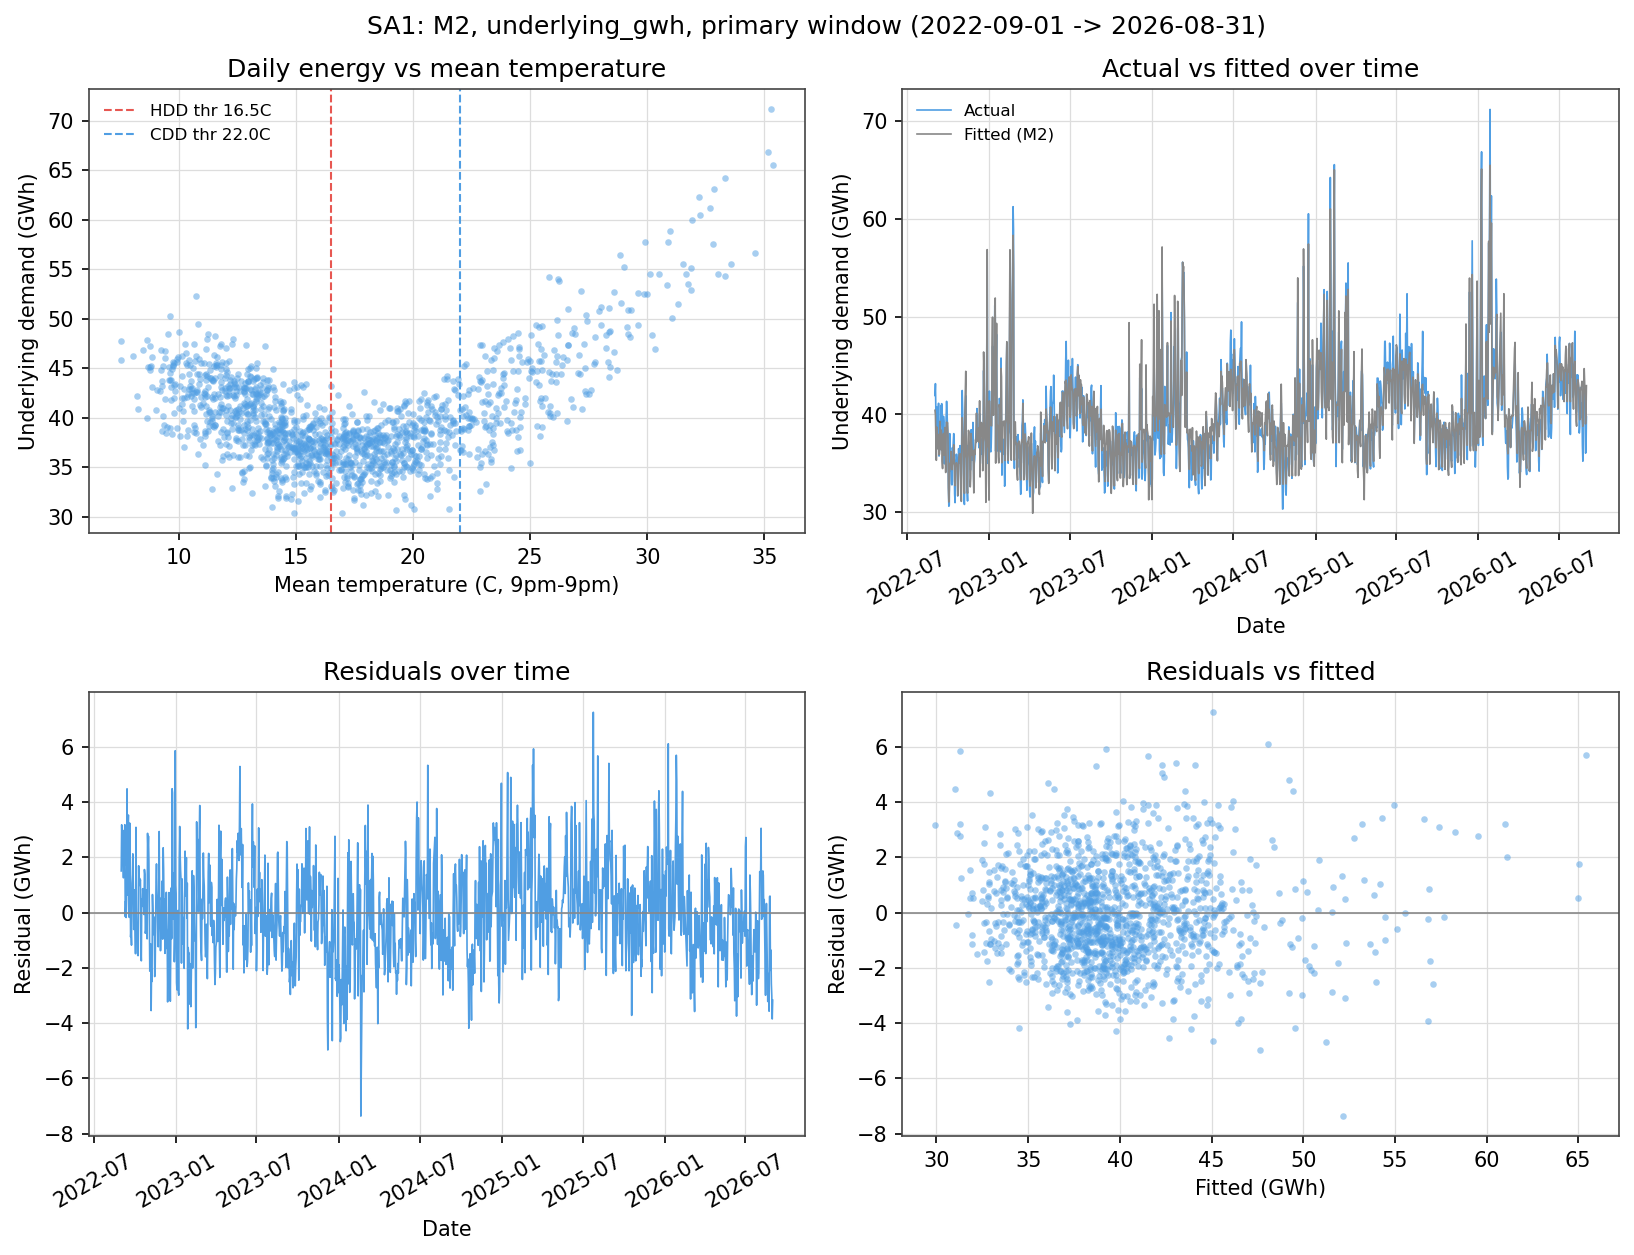 SA1: M2, underlying_gwh, primary window (2022-09-01 -> 2026-08-31)
Daily energy vs mean temperature
HDD thr 16.5C
CDD thr 22.0C
Underlying demand (GWh)
70
65
60
55
50
45
40
35
30
10 15 20 25 30 35
Mean temperature (C, 9pm-9pm)
Actual vs fitted over time
Actual
Fitted (M2)
Underlying demand (GWh)
70
60
50
40
30
2022-07 2023-01 2023-07 2024-01 2024-07 2025-01 2025-07 2026-01 2026-07
Date
Residuals over time
Residual (GWh)
6
4
2
0
−2
−4
−6
−8
2022-07 2023-01 2023-07 2024-01 2024-07 2025-01 2025-07 2026-01 2026-07
Date
Residuals vs fitted
Residual (GWh)
6
4
2
0
−2
−4
−6
−8
30 35 40 45 50 55 60 65
Fitted (GWh)